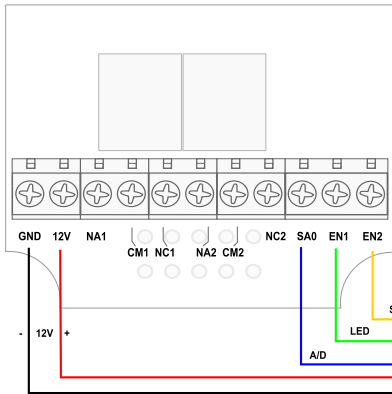 GND 12V NA1 NC2 SA0 EN1 EN2
CM1 NC1 NA2 CM2
S
- 12V +
LED
A/D